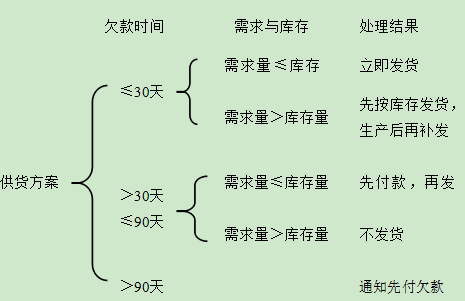 欠款时间 需求与库存 处理结果
需求量≤库存 立即发货
≤30天
先按库存发货，
需求量＞库存量
生产后再补发
供货方案
＞30天
≤90天
需求量≤库存量 先付款，再发
需求量＞库存量 不发货
＞90天 通知先付欠款